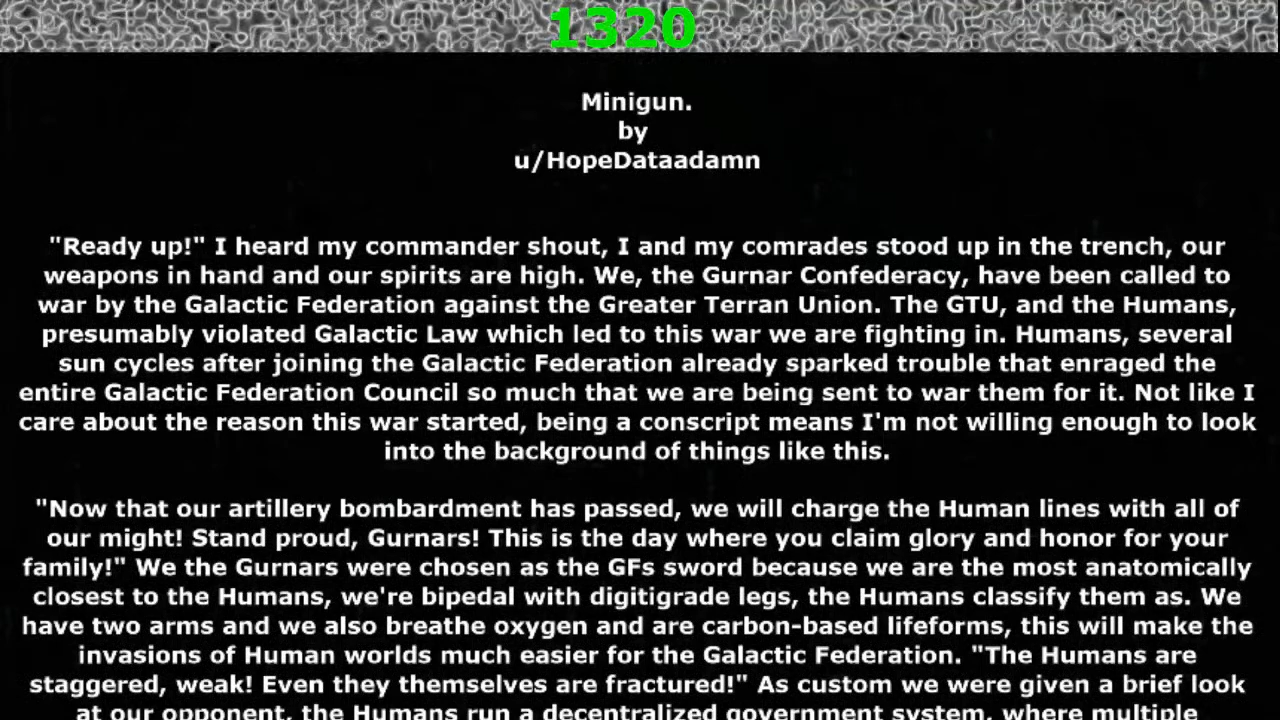 1320
Minigun.
by
u/HopeDataadamn
"Ready up!" I heard my commander shout, I and my comrades stood up in the trench, our
weapons in hand and our spirits are high. We, the Gurnar Confederacy, have been called to
war by the Galactic Federation against the Greater Terran Union. The GTU, and the Humans,
presumably violated Galactic Law which led to this war we are fighting in. Humans, several
sun cycles after joining the Galactic Federation already sparked trouble that enraged the
entire Galactic Federation Council so much that we are being sent to war them for it. Not like I
care about the reason this war started, being a conscript means I'm not willing enough to look
into the background of things like this.
"Now that our artillery bombardment has passed, we will charge the Human lines with all of
our might! Stand proud, Gurnars! This is the day where you claim glory and honor for your
family!" We the Gurnars were chosen as the GFs sword because we are the most anatomically
closest to the Humans, we're bipedal with digitigrade legs, the Humans classify them as. We
have two arms and we also breathe oxygen and are carbon-based lifeforms, this will make the
invasions of Human worlds much easier for the Galactic Federation. "The Humans are
staggered, weak! Even they themselves are fractured!" As custom we were given a brief look
at our opponent, the Humans run a decentralized government system, where multiple